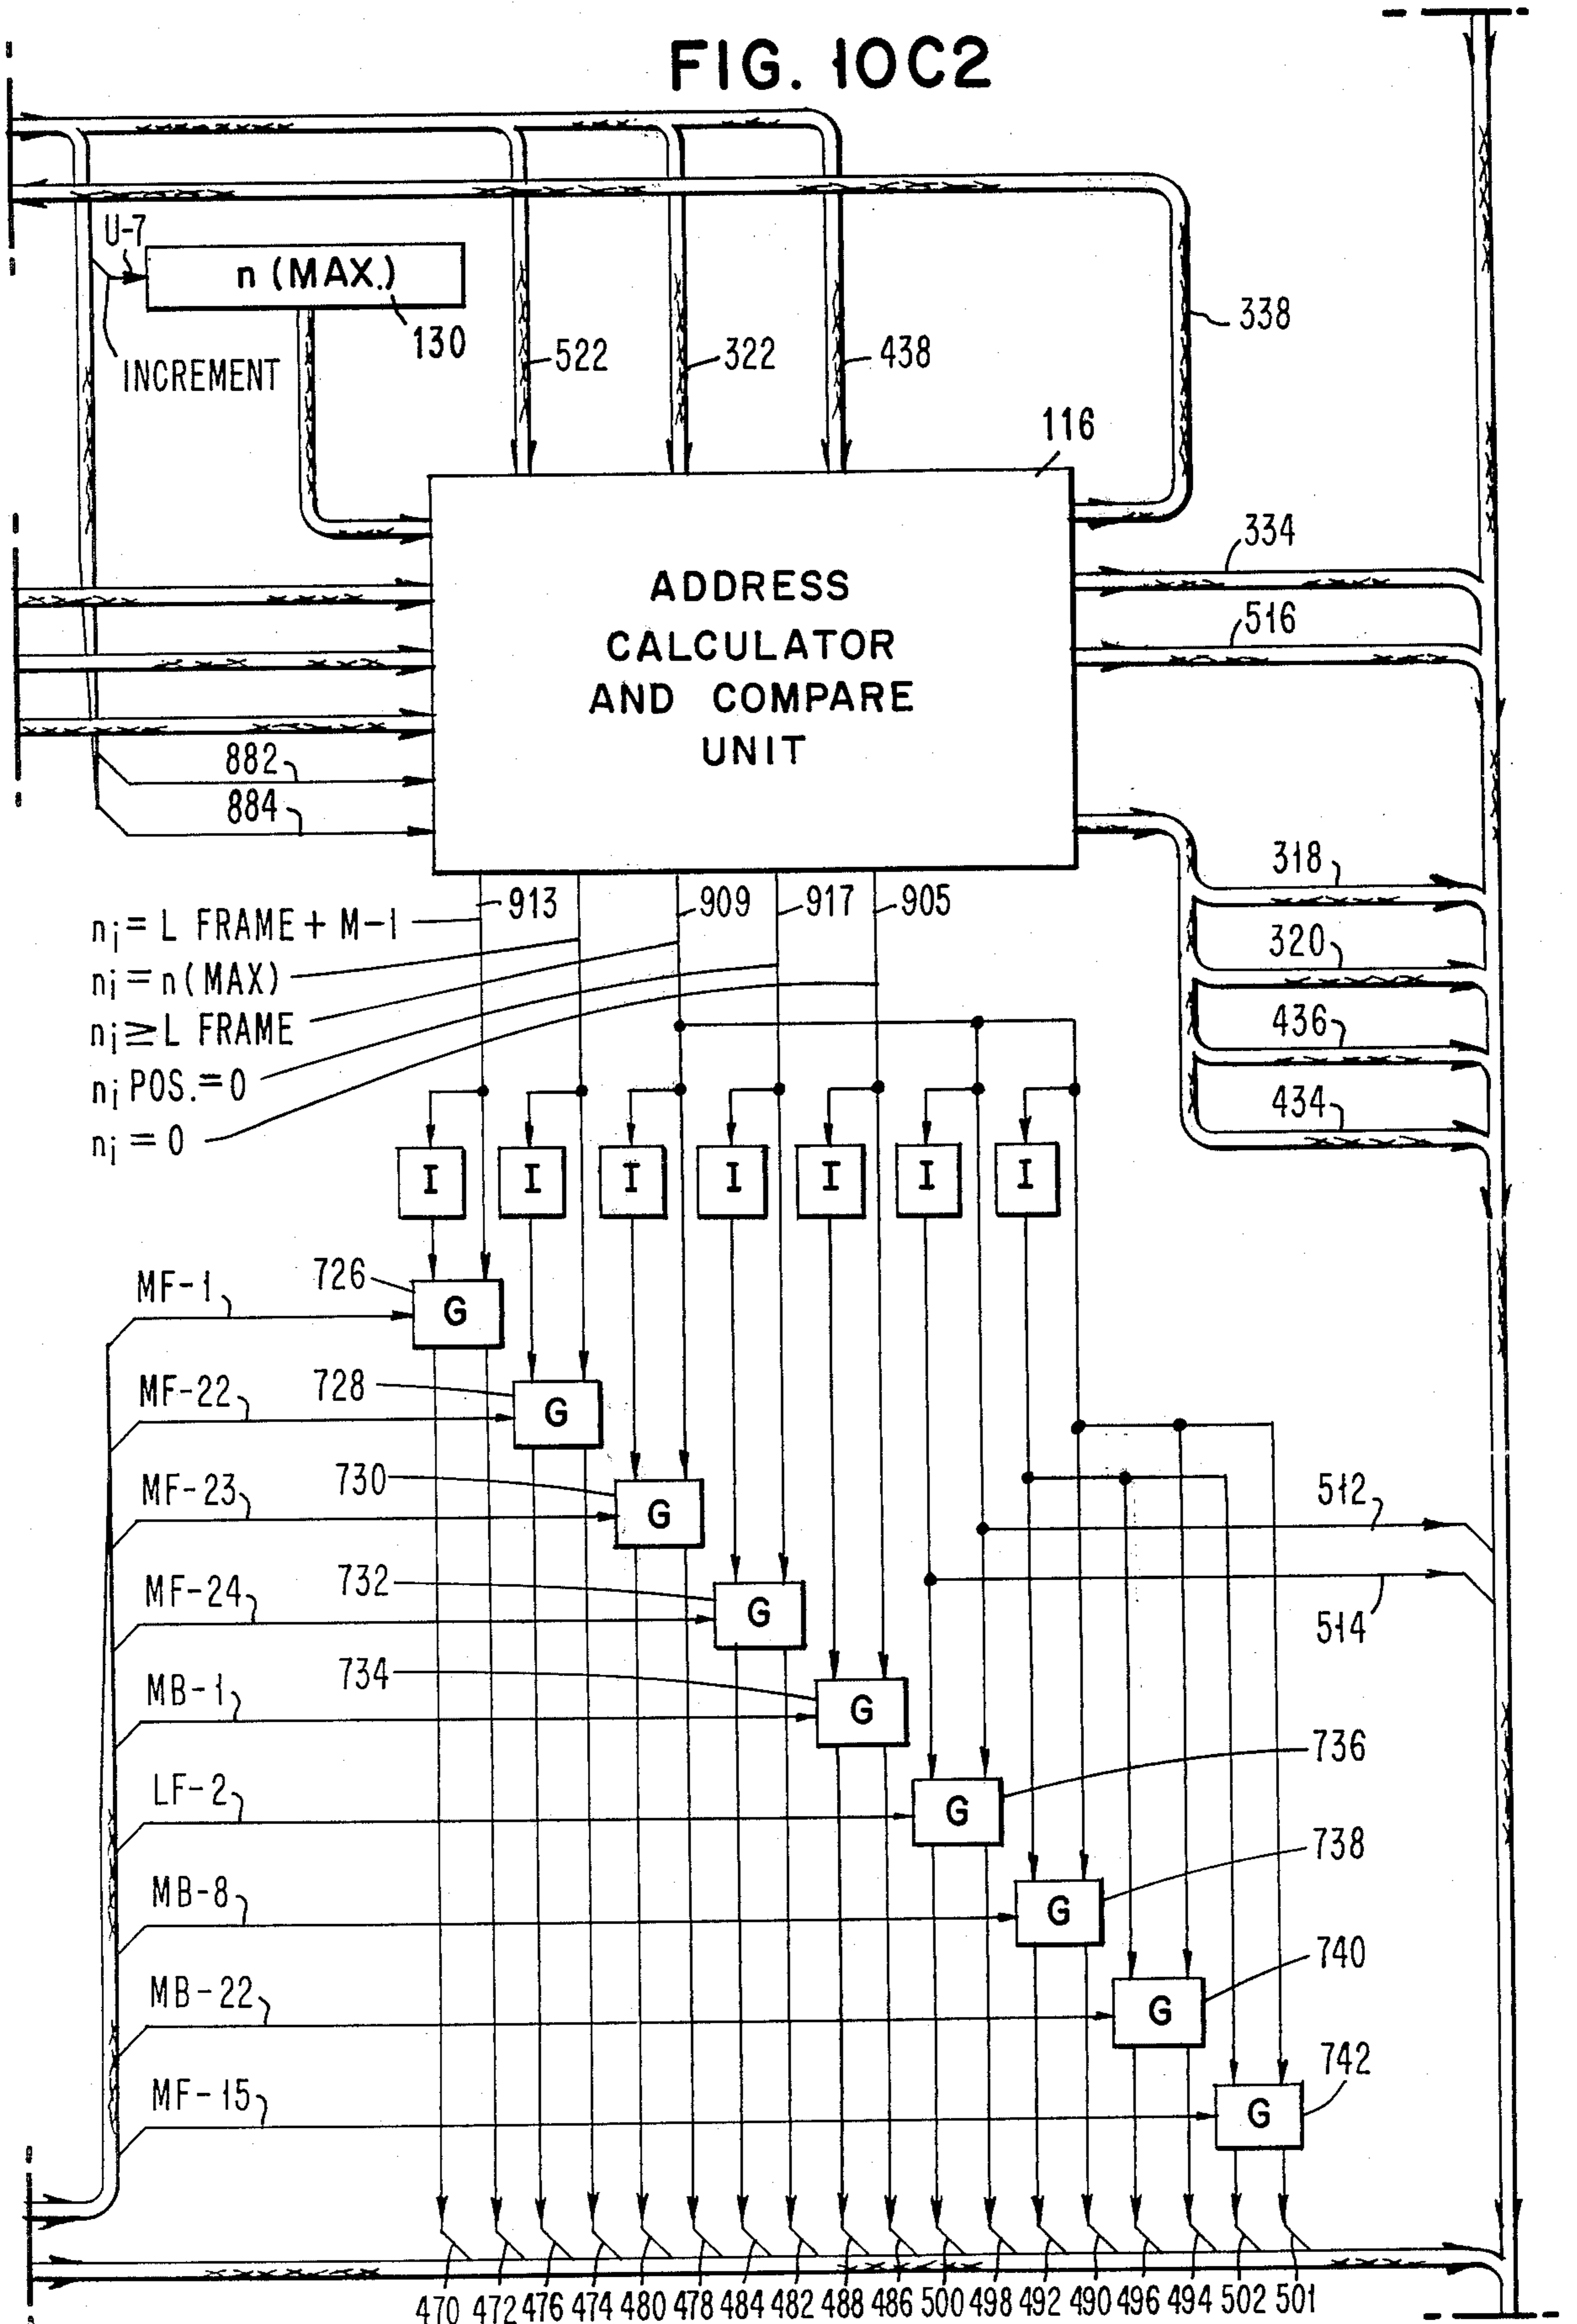 FIG. 10C2
U-7
n (MAX.)
130
INCREMENT
522
322
438
338
116
ADDRESS
CALCULATOR
AND COMPARE
UNIT
334
516
882
884
318
320
436
434
913
909
917
905
ni = L FRAME + M-1
ni = n(MAX)
ni ≥ L FRAME
ni POS. = 0
ni = 0
I I I I I I I
MF-1
726
G
MF-22
728
G
MF-23
730
G
512
MF-24
732
G
514
MB-1
734
G
LF-2
G
736
MB-8
G
738
MB-22
G
740
MF-15
G
742
470 472 476 474 480 478 484 482 488 486 500 498 492 490 496 494 502 501